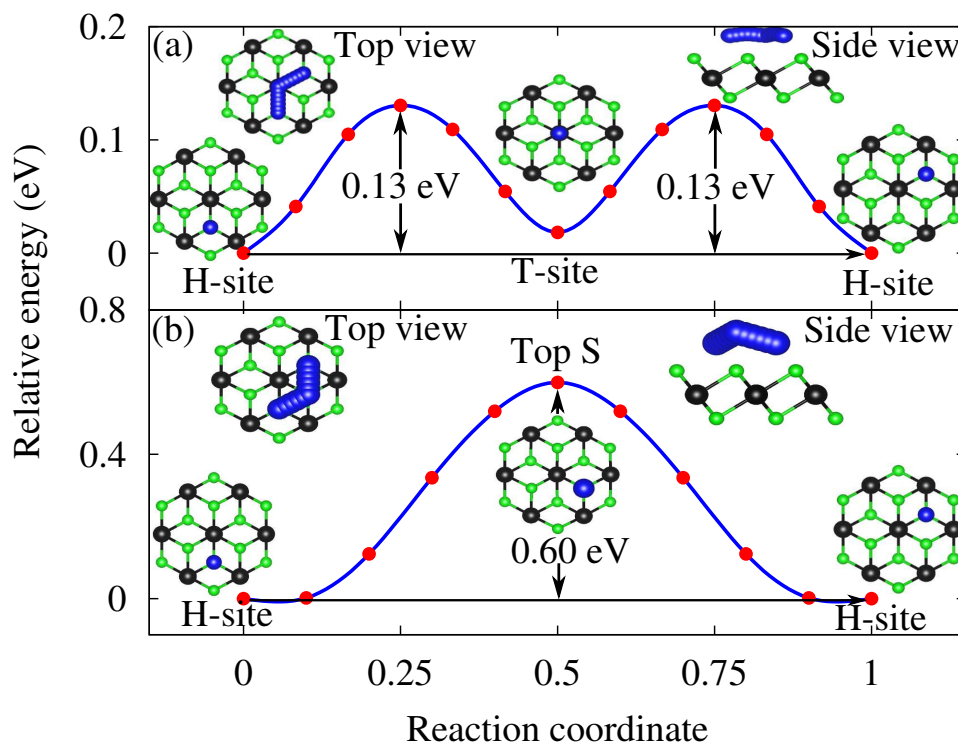 0.2
(a)
Top view
Side view
0.1
0.13 eV
0.13 eV
0
H-site
T-site
H-site
Relative energy (eV)
0.8
(b)
Top view
Side view
Top S
0.4
0.60 eV
0
H-site
H-site
0
0.25
0.5
0.75
1
Reaction coordinate